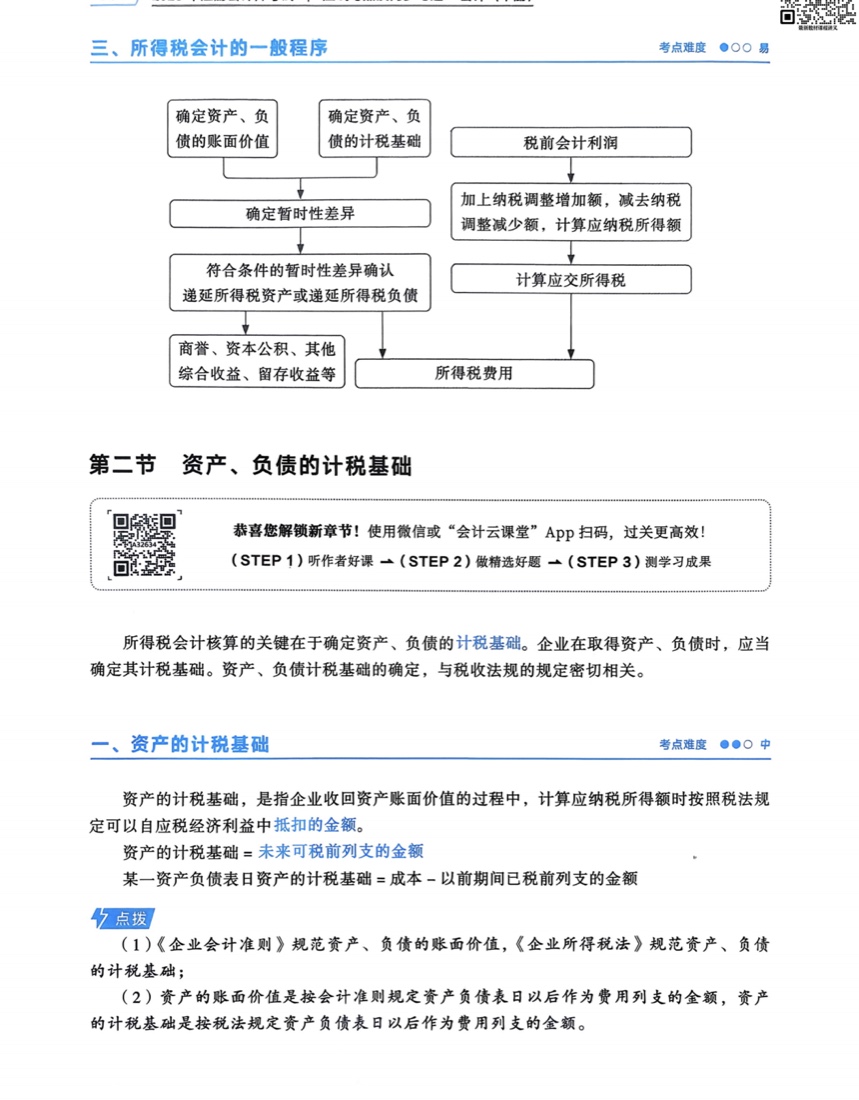 三、所得税会计的一般程序
考点难度 ●○○ 易
确定资产、负
债的账面价值
确定资产、负
债的计税基础
税前会计利润
确定暂时性差异
加上纳税调整增加额，减去纳税
调整减少额，计算应纳税所得额
符合条件的暂时性差异确认
递延所得税资产或递延所得税负债
计算应交所得税
商誉、资本公积、其他
综合收益、留存收益等
所得税费用
第二节 资产、负债的计税基础
恭喜您解锁新章节！使用微信或“会计云课堂”App 扫码，过关更高效！
（STEP 1）听作者好课 ⇀（STEP 2）做精选好题 ⇀（STEP 3）测学习成果
所得税会计核算的关键在于确定资产、负债的计税基础。企业在取得资产、负债时，应当
确定其计税基础。资产、负债计税基础的确定，与税收法规的规定密切相关。
一、资产的计税基础
考点难度 ●●○ 中
资产的计税基础，是指企业收回资产账面价值的过程中，计算应纳税所得额时按照税法规
定可以自应税经济利益中抵扣的金额。
资产的计税基础 = 未来可税前列支的金额
某一资产负债表日资产的计税基础 = 成本 − 以前期间已税前列支的金额
点拨
（1）《企业会计准则》规范资产、负债的账面价值，《企业所得税法》规范资产、负债
的计税基础；
（2）资产的账面价值是按会计准则规定资产负债表日以后作为费用列支的金额，资产
的计税基础是按税法规定资产负债表日以后作为费用列支的金额。